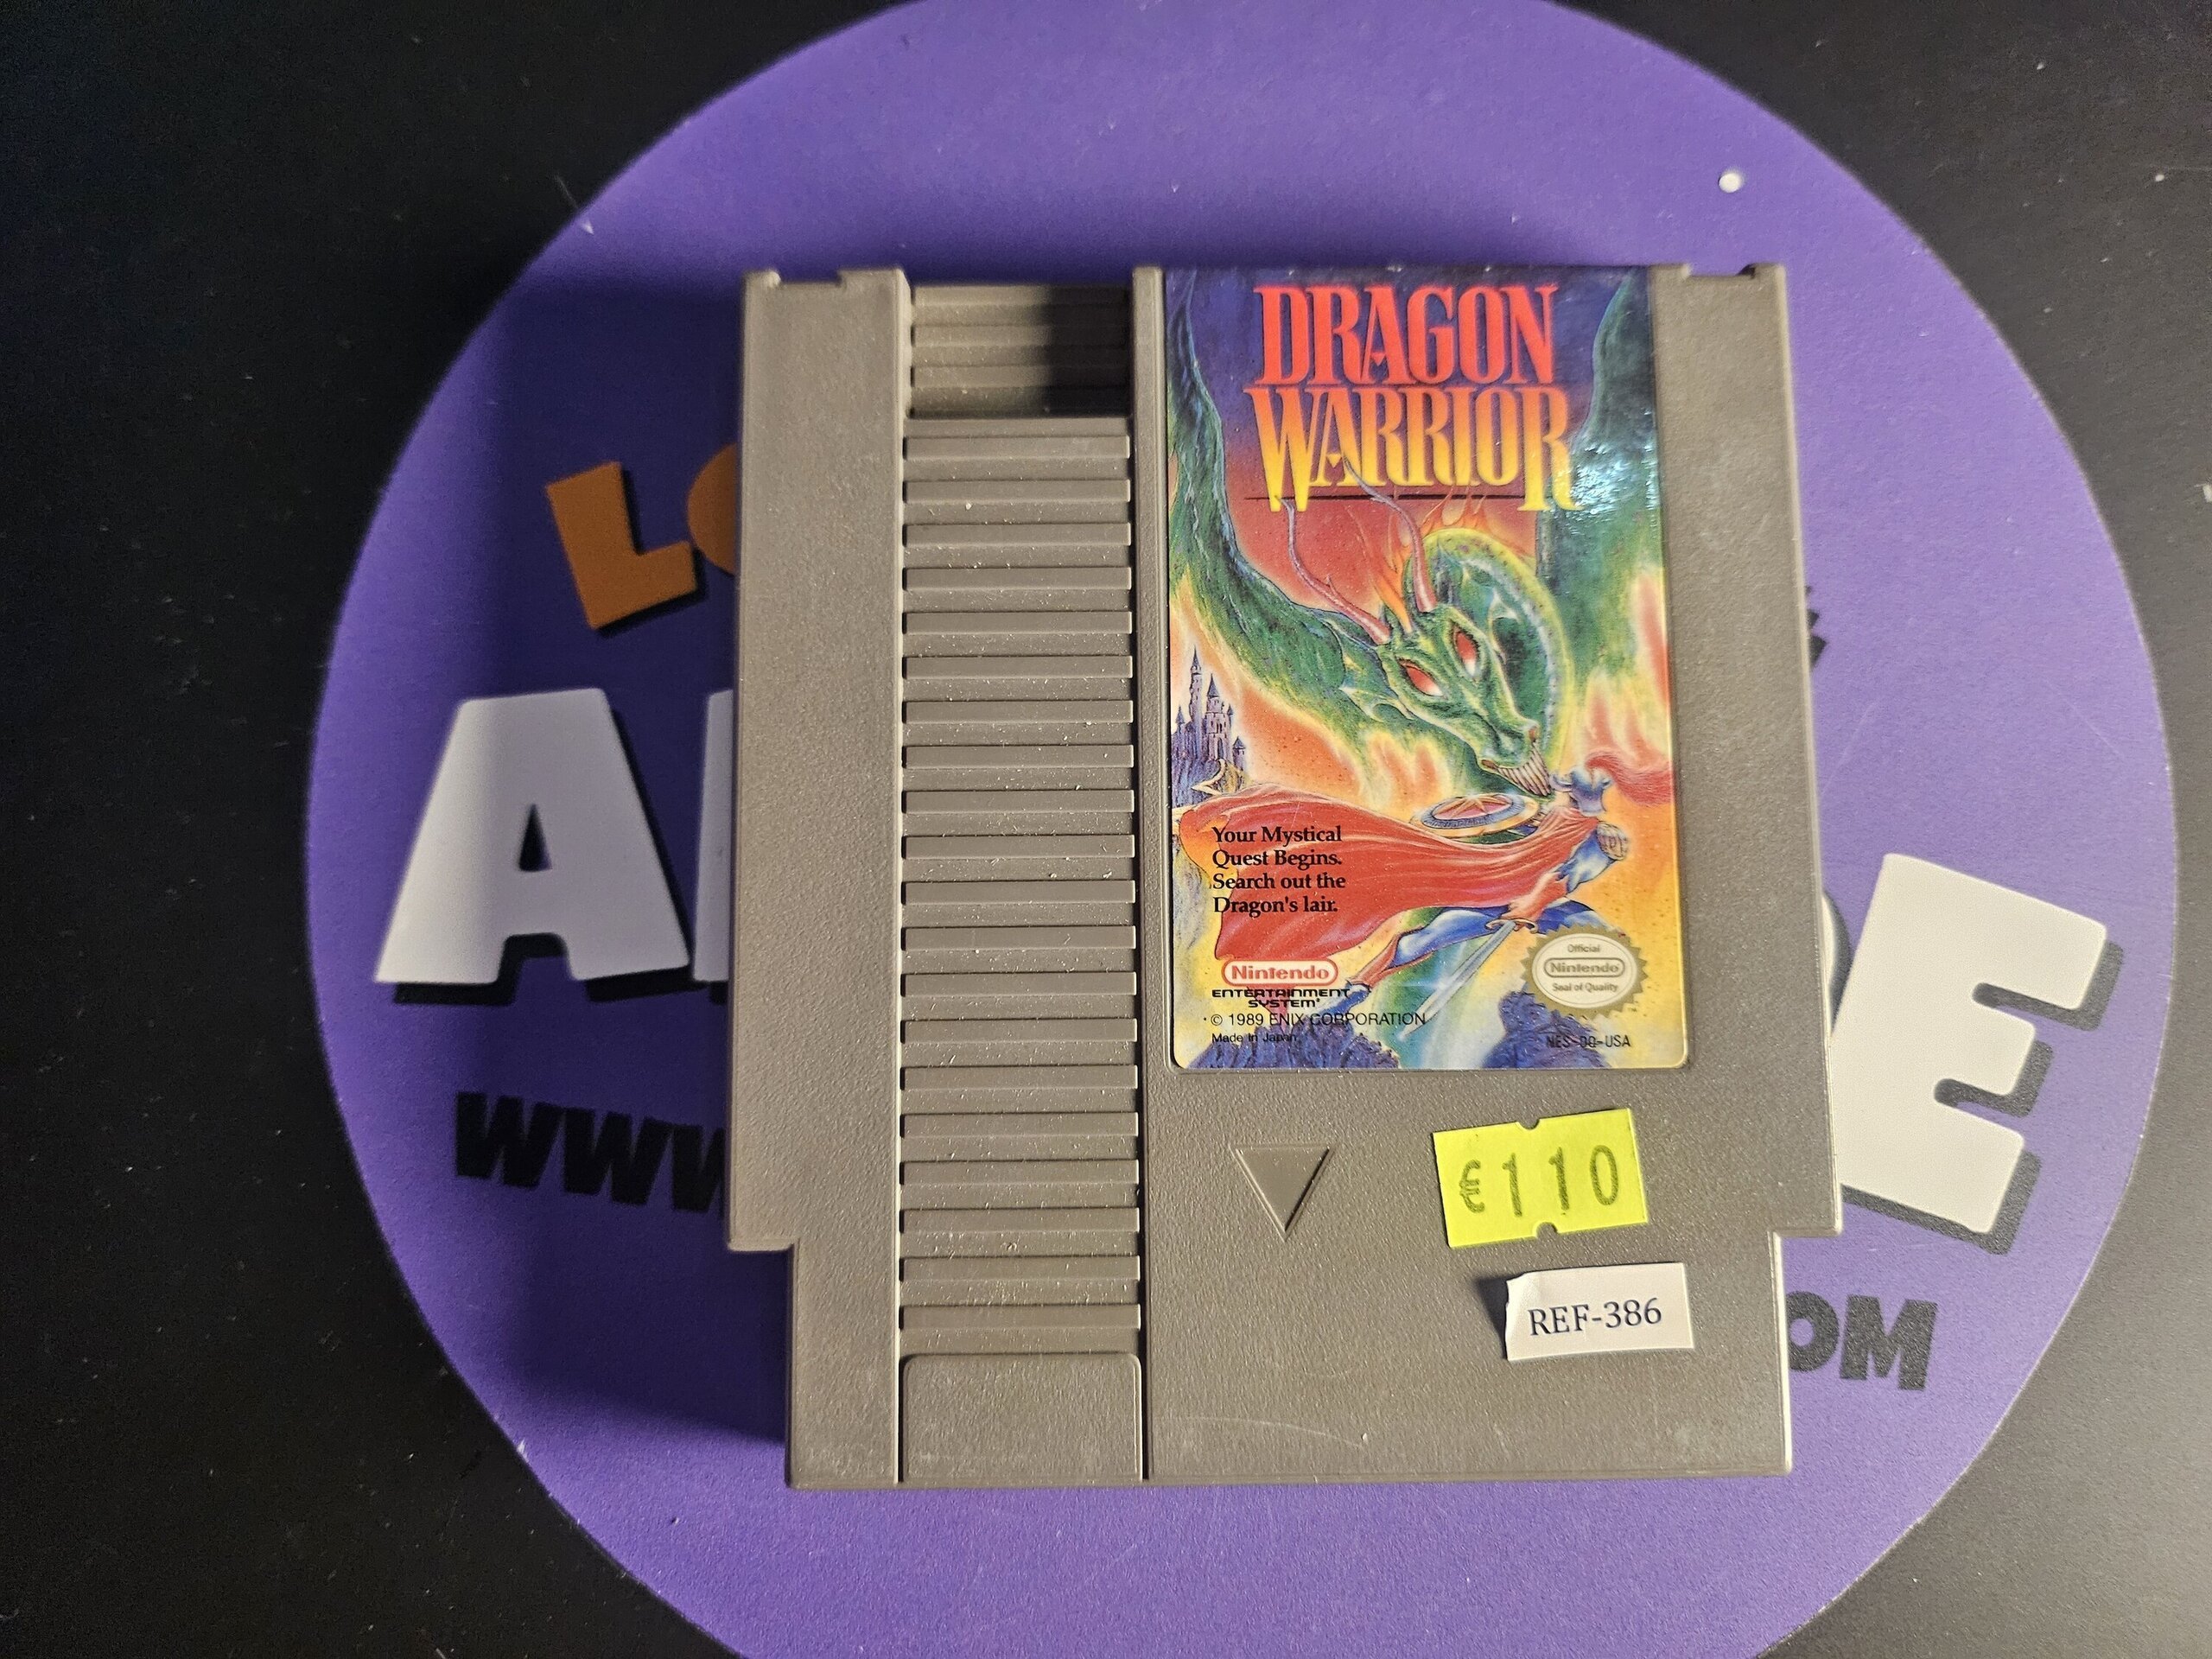 DRAGON
WARRIOR
Your Mystical
Quest Begins.
Search out the
Dragon's lair.
Nintendo
ENTERTAINMENT
SYSTEM®
© 1989 ENIX CORPORATION
Made in Japan
Official
Nintendo
Seal of Quality
NES-DQ-USA
€110
REF-386